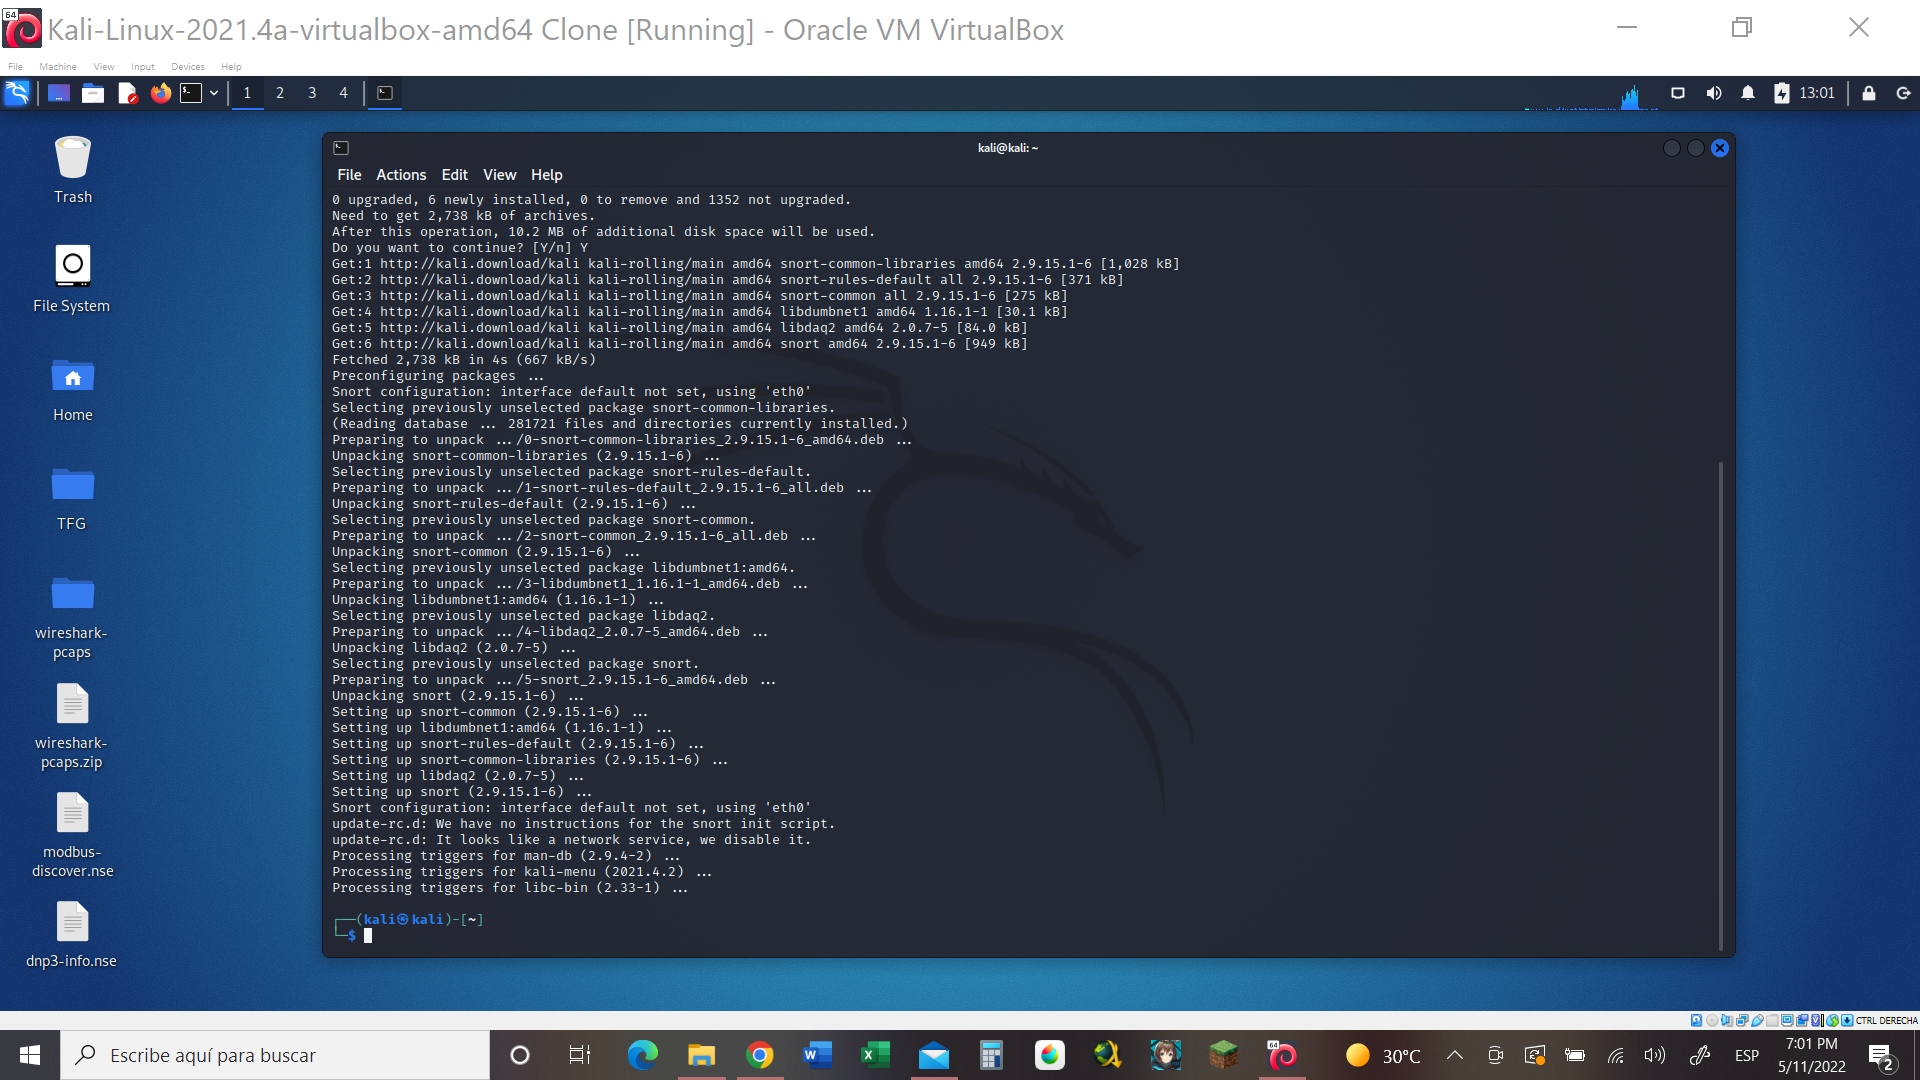 64
Kali-Linux-2021.4a-virtualbox-amd64 Clone [Running] - Oracle VM VirtualBox
File Machine View Input Devices Help
1 2 3 4
13:01
Trash
File System
Home
TFG
wireshark-
pcaps
wireshark-
pcaps.zip
modbus-
discover.nse
dnp3-info.nse
kali@kali: ~
File Actions Edit View Help
0 upgraded, 6 newly installed, 0 to remove and 1352 not upgraded.
Need to get 2,738 kB of archives.
After this operation, 10.2 MB of additional disk space will be used.
Do you want to continue? [Y/n] Y
Get:1 http://kali.download/kali kali-rolling/main amd64 snort-common-libraries amd64 2.9.15.1-6 [1,028 kB]
Get:2 http://kali.download/kali kali-rolling/main amd64 snort-rules-default all 2.9.15.1-6 [371 kB]
Get:3 http://kali.download/kali kali-rolling/main amd64 snort-common all 2.9.15.1-6 [275 kB]
Get:4 http://kali.download/kali kali-rolling/main amd64 libdumbnet1 amd64 1.16.1-1 [30.1 kB]
Get:5 http://kali.download/kali kali-rolling/main amd64 libdaq2 amd64 2.0.7-5 [84.0 kB]
Get:6 http://kali.download/kali kali-rolling/main amd64 snort amd64 2.9.15.1-6 [949 kB]
Fetched 2,738 kB in 4s (667 kB/s)
Preconfiguring packages ...
Snort configuration: interface default not set, using 'eth0'
Selecting previously unselected package snort-common-libraries.
(Reading database ... 281721 files and directories currently installed.)
Preparing to unpack .../0-snort-common-libraries_2.9.15.1-6_amd64.deb ...
Unpacking snort-common-libraries (2.9.15.1-6) ...
Selecting previously unselected package snort-rules-default.
Preparing to unpack .../1-snort-rules-default_2.9.15.1-6_all.deb ...
Unpacking snort-rules-default (2.9.15.1-6) ...
Selecting previously unselected package snort-common.
Preparing to unpack .../2-snort-common_2.9.15.1-6_all.deb ...
Unpacking snort-common (2.9.15.1-6) ...
Selecting previously unselected package libdumbnet1:amd64.
Preparing to unpack .../3-libdumbnet1_1.16.1-1_amd64.deb ...
Unpacking libdumbnet1:amd64 (1.16.1-1) ...
Selecting previously unselected package libdaq2.
Preparing to unpack .../4-libdaq2_2.0.7-5_amd64.deb ...
Unpacking libdaq2 (2.0.7-5) ...
Selecting previously unselected package snort.
Preparing to unpack .../5-snort_2.9.15.1-6_amd64.deb ...
Unpacking snort (2.9.15.1-6) ...
Setting up snort-common (2.9.15.1-6) ...
Setting up libdumbnet1:amd64 (1.16.1-1) ...
Setting up snort-rules-default (2.9.15.1-6) ...
Setting up snort-common-libraries (2.9.15.1-6) ...
Setting up libdaq2 (2.0.7-5) ...
Setting up snort (2.9.15.1-6) ...
Snort configuration: interface default not set, using 'eth0'
update-rc.d: We have no instructions for the snort init script.
update-rc.d: It looks like a network service, we disable it.
Processing triggers for man-db (2.9.4-2) ...
Processing triggers for kali-menu (2021.4.2) ...
Processing triggers for libc-bin (2.33-1) ...
┌──(kali㉿kali)-[~]
└─$
CTRL DERECHA
Escribe aquí para buscar
64
30°C
ESP
7:01 PM
5/11/2022
2